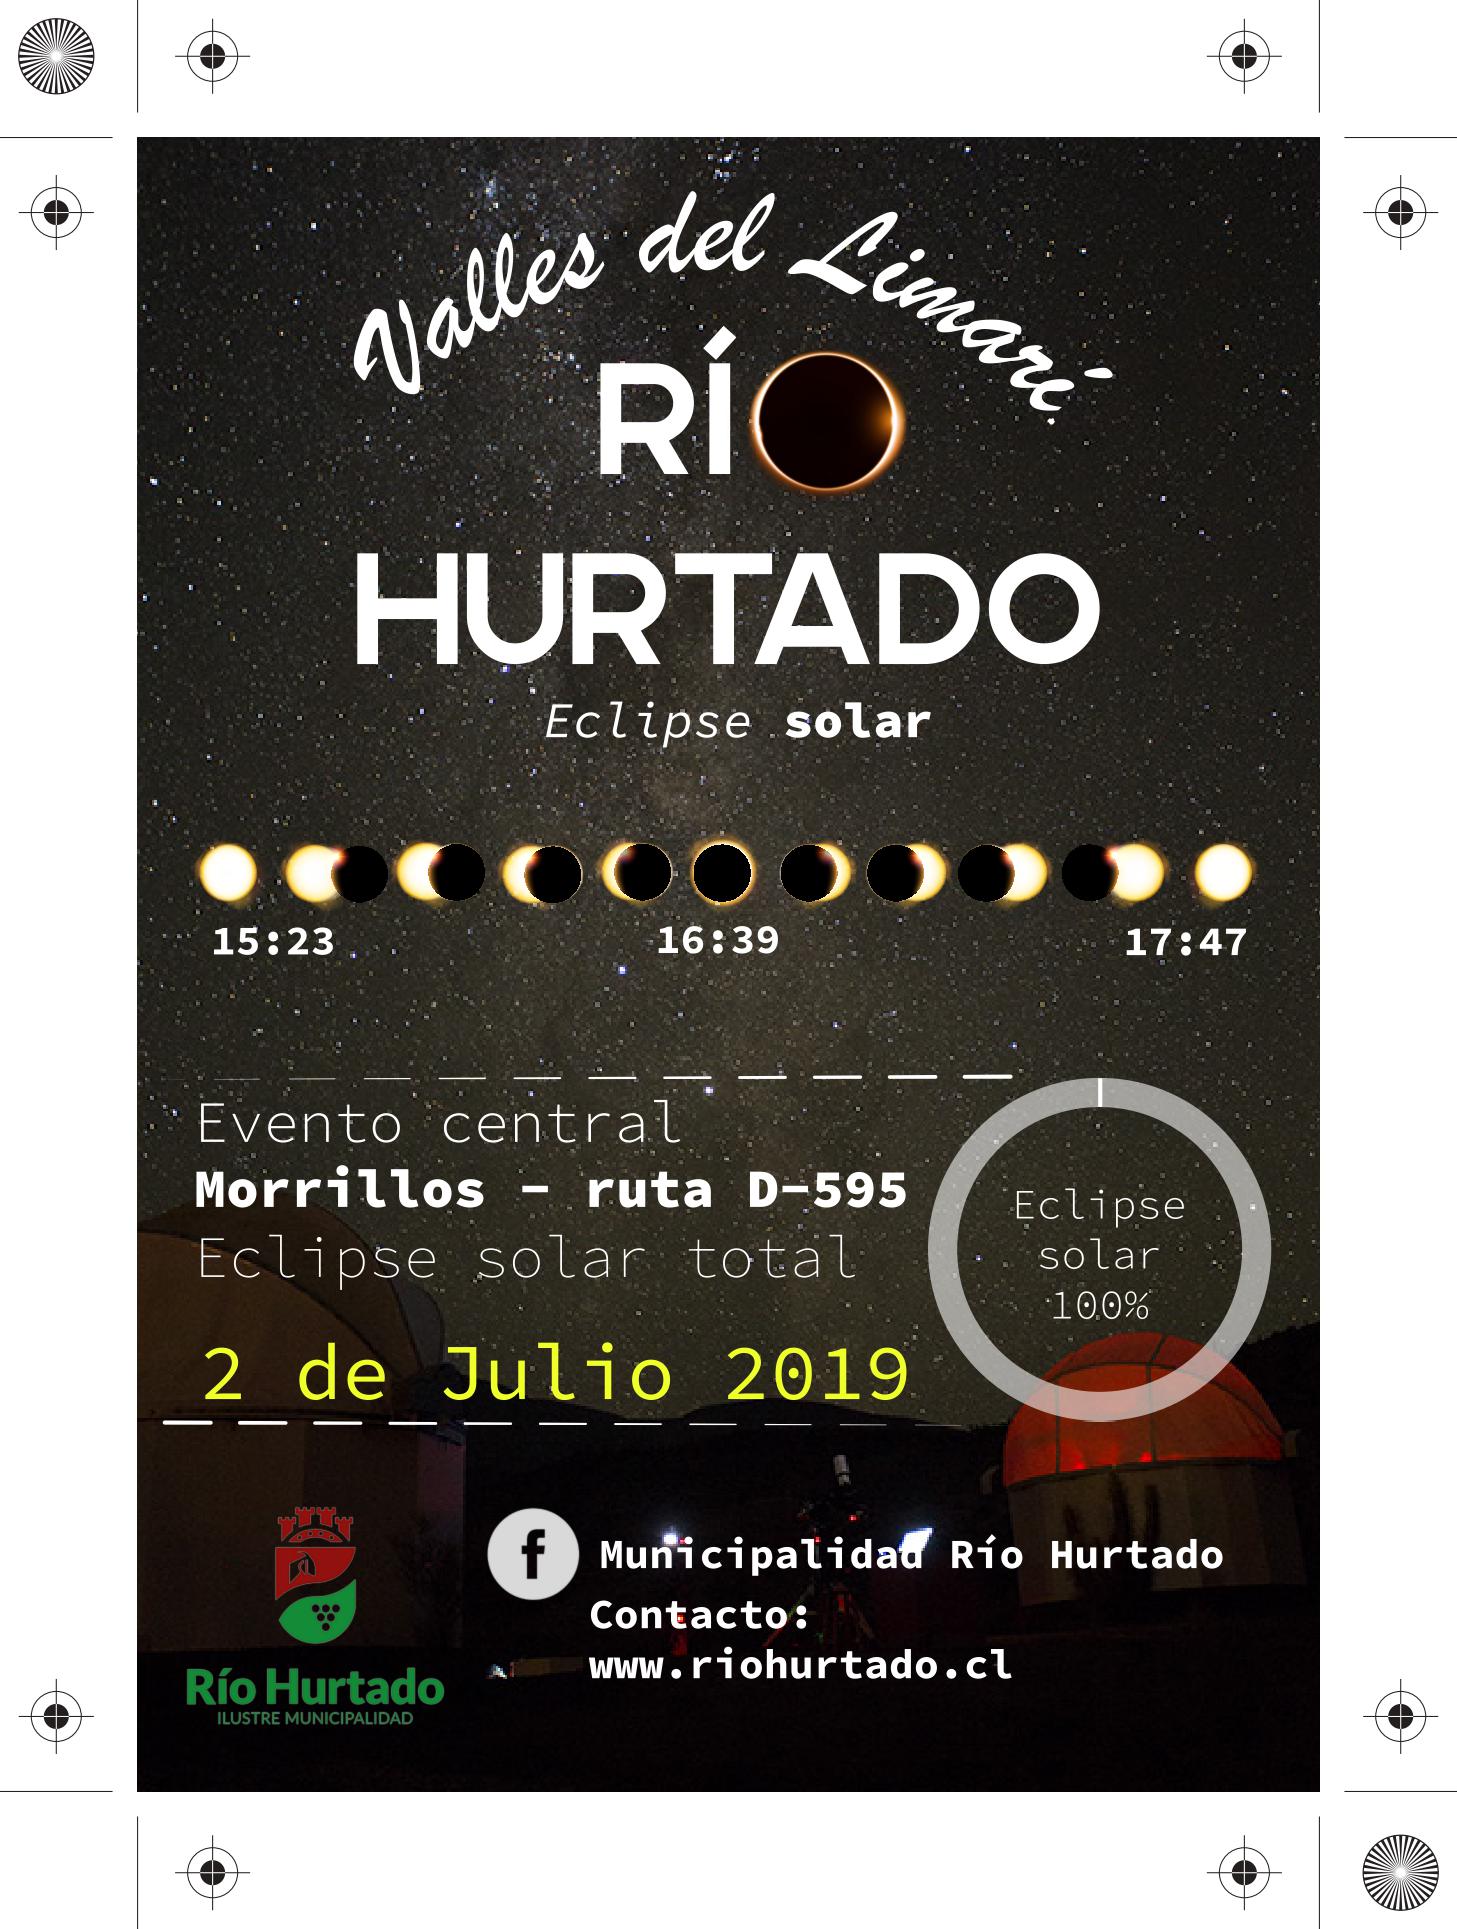 Valles del Limarí
RÍO
HURTADO
Eclipse solar
15:23 16:39 17:47
Evento central
Morrillos - ruta D-595
Eclipse solar total
2 de Julio 2019
Eclipse
solar
100%
f Municipalidad Río Hurtado
Contacto:
www.riohurtado.cl
Río Hurtado
ILUSTRE MUNICIPALIDAD